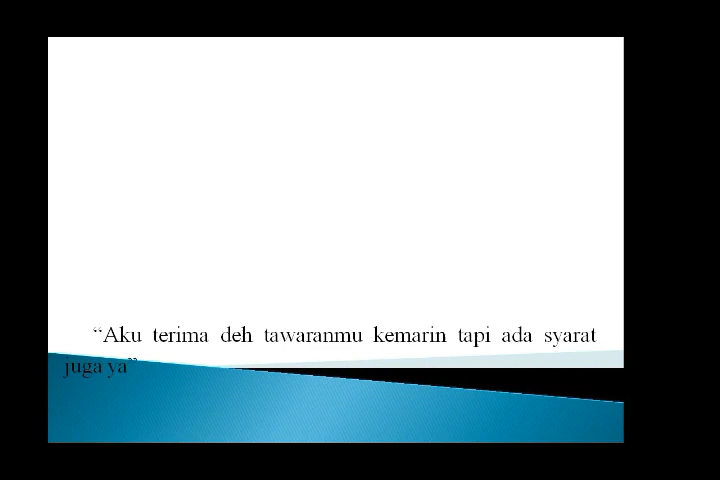 “Aku terima deh tawaranmu kemarin tapi ada syarat
juga ya”